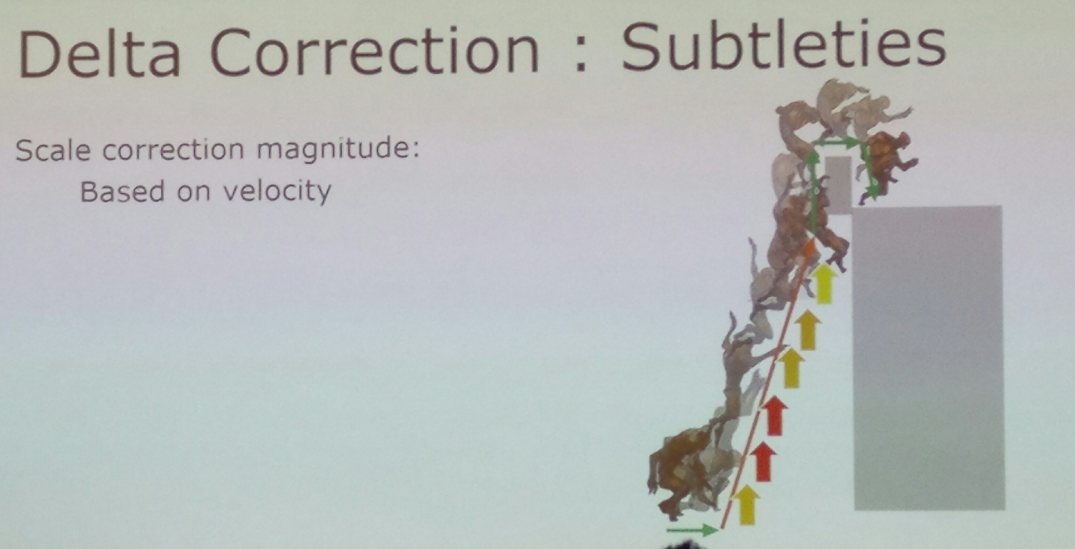 Delta Correction : Subtleties
Scale correction magnitude:
Based on velocity